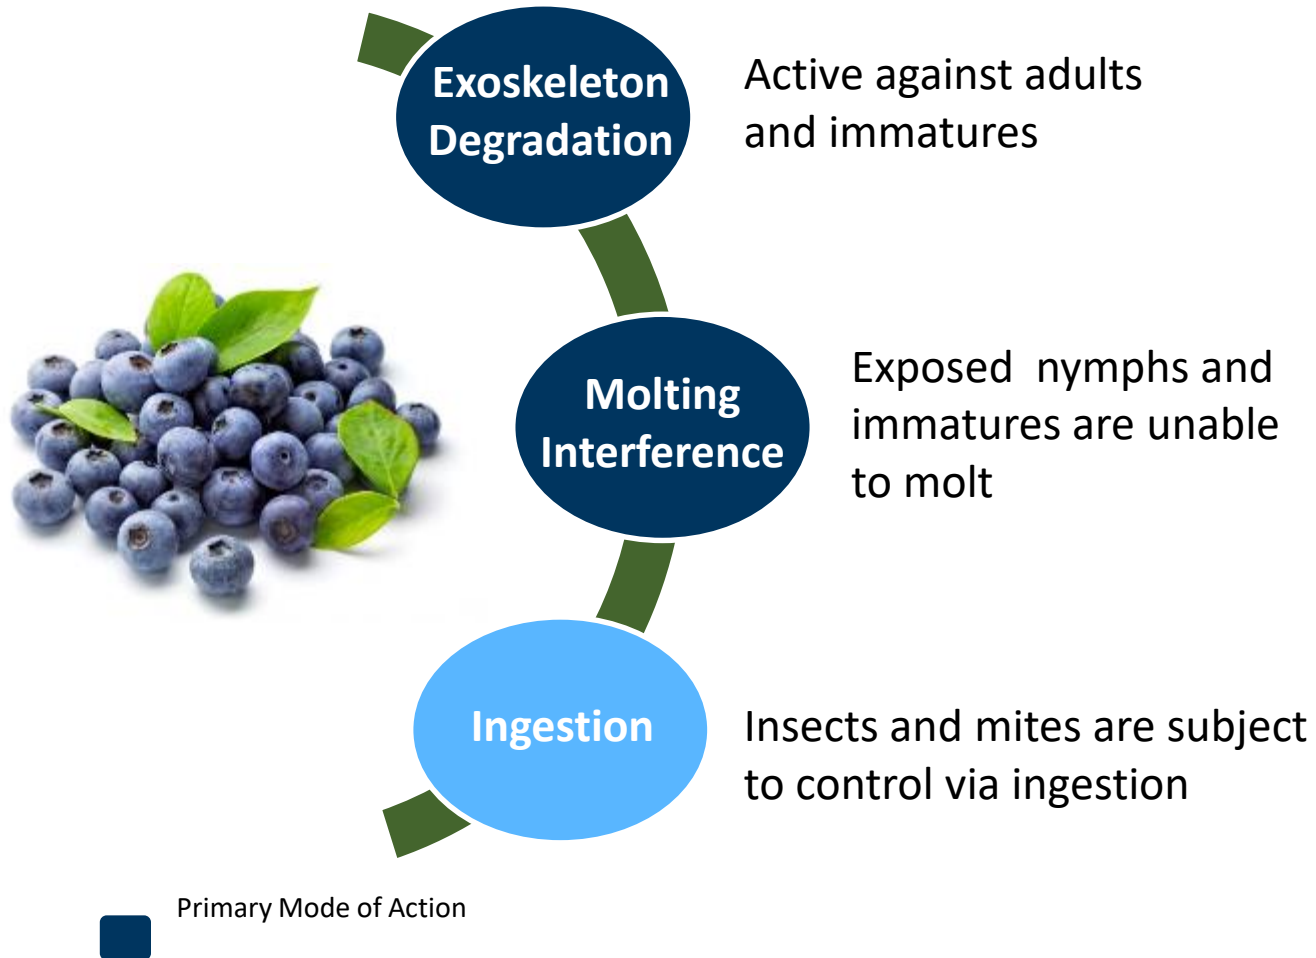 Exoskeleton
Degradation
Active against adults
and immatures
Molting
Interference
Exposed  nymphs and
immatures are unable
to molt
Ingestion
Insects and mites are subject
to control via ingestion
Primary Mode of Action